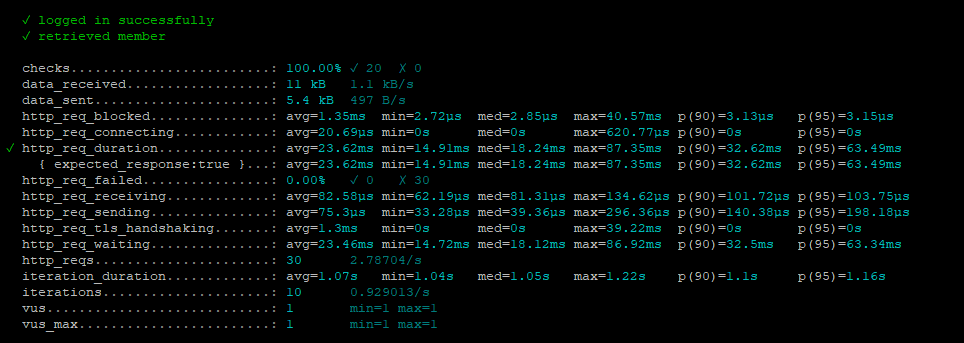 ✓ logged in successfully
✓ retrieved member
checks.........................: 100.00% ✓ 20 X 0
data_received..................: 11 kB 1.1 kB/s
data_sent......................: 5.4 kB 497 B/s
http_req_blocked...............: avg=1.35ms min=2.72µs med=2.85µs max=40.57ms p(90)=3.13µs p(95)=3.15µs
http_req_connecting............: avg=20.69µs min=0s med=0s max=620.77µs p(90)=0s p(95)=0s
✓ http_req_duration..............: avg=23.62ms min=14.91ms med=18.24ms max=87.35ms p(90)=32.62ms p(95)=63.49ms
{ expected_response:true }...: avg=23.62ms min=14.91ms med=18.24ms max=87.35ms p(90)=32.62ms p(95)=63.49ms
http_req_failed................: 0.00% ✓ 0 X 30
http_req_receiving.............: avg=82.58µs min=62.19µs med=81.31µs max=134.62µs p(90)=101.72µs p(95)=103.75µs
http_req_sending...............: avg=75.3µs min=33.28µs med=39.36µs max=296.36µs p(90)=140.38µs p(95)=198.18µs
http_req_tls_handshaking.......: avg=1.3ms min=0s med=0s max=39.22ms p(90)=0s p(95)=0s
http_req_waiting...............: avg=23.46ms min=14.72ms med=18.12ms max=86.92ms p(90)=32.5ms p(95)=63.34ms
http_reqs......................: 30 2.78704/s
iteration_duration.............: avg=1.07s min=1.04s med=1.05s max=1.22s p(90)=1.1s p(95)=1.16s
iterations.....................: 10 0.929013/s
vus............................: 1 min=1 max=1
vus_max........................: 1 min=1 max=1